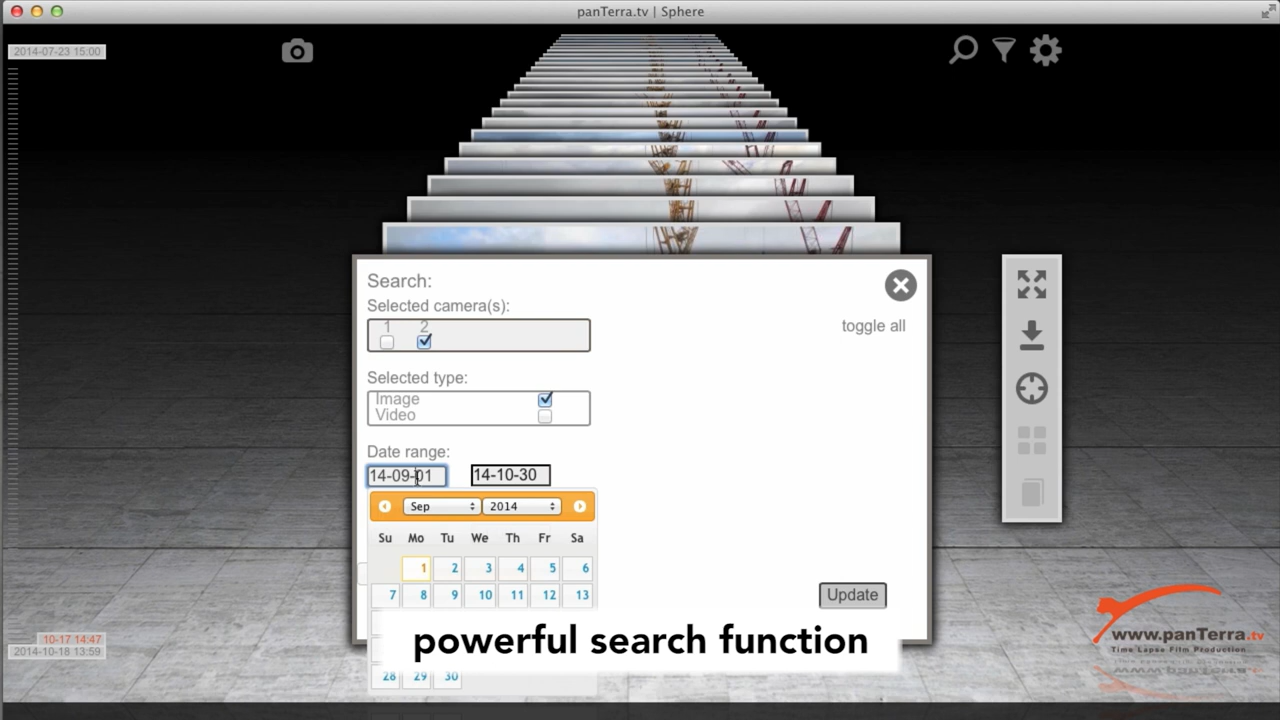 panTerra.tv | Sphere
2014-07-23 15:00
Search:
Selected camera(s):
toggle all
1 2
Selected type:
Image
Video
Date range:
14-09-01 14-10-30
Sep 2014
Su Mo Tu We Th Fr Sa
1 2 3 4 5 6
7 8 9 10 11 12 13
Update
powerful search function
28 29 30
10-17 14:47
2014-10-18 13:59
www.panTerra.tv
Time Lapse Film Production